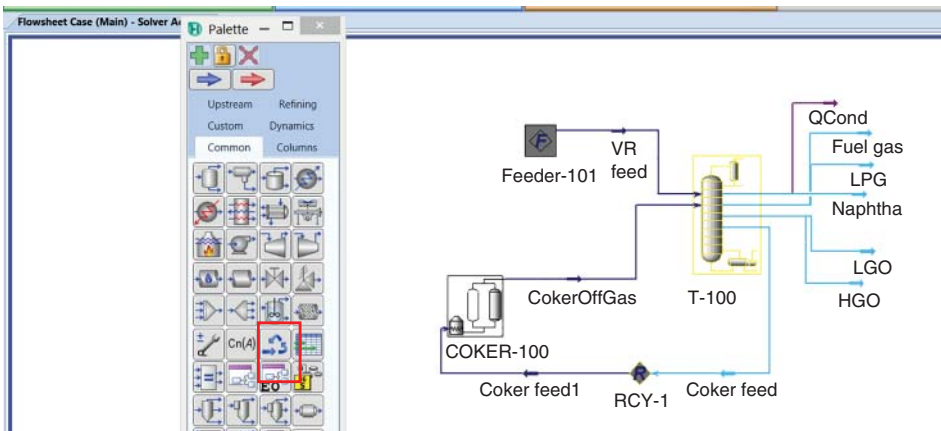 Flowsheet Case (Main) - Solver A
Palette
Upstream Refining
Custom Dynamics
Common Columns
Cn(A)
EO
F
Feeder-101
VR
feed
QCond
Fuel gas
LPG
Naphtha
LGO
HGO
T-100
CokerOffGas
COKER-100
Coker feed1
R
RCY-1
Coker feed